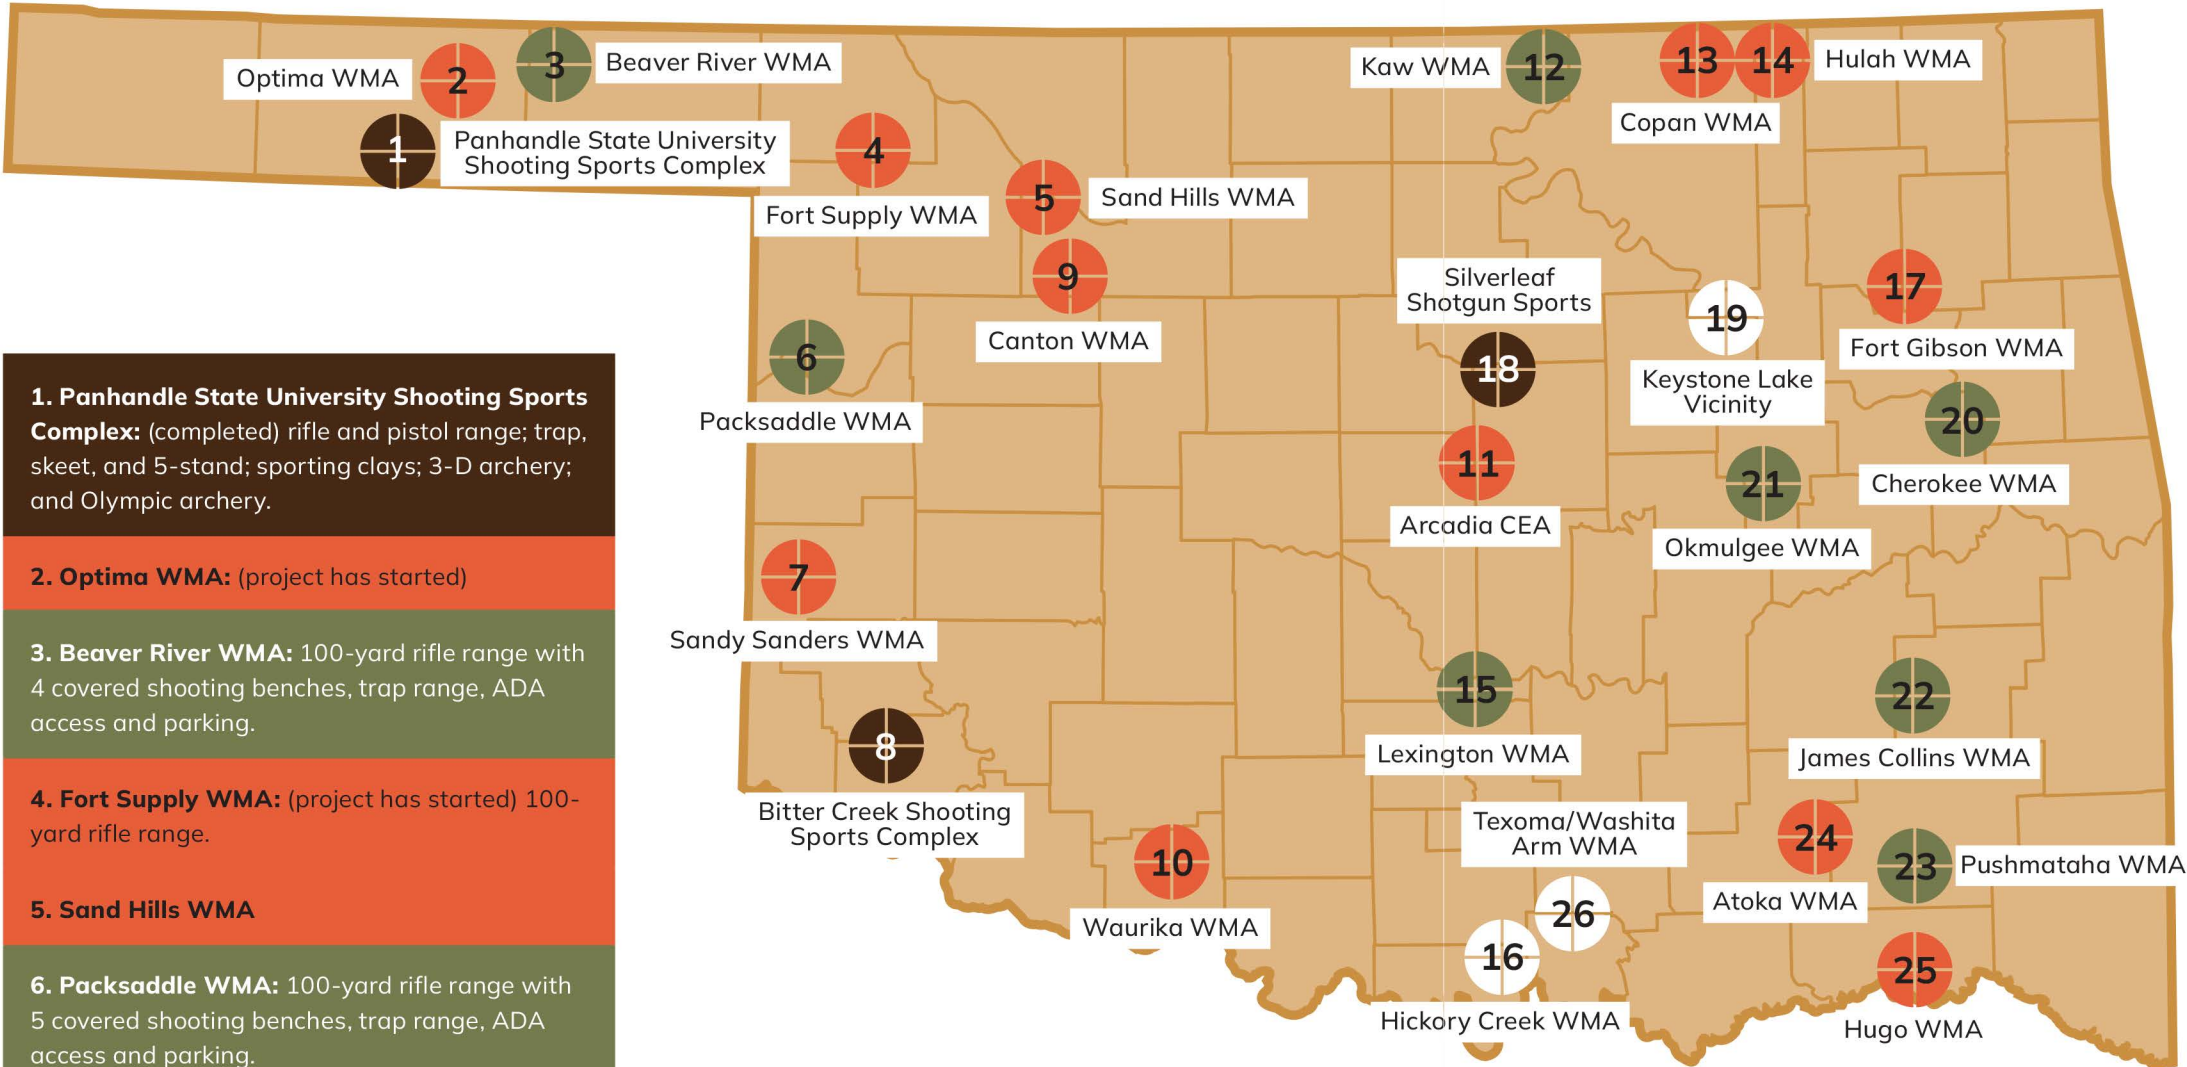 Optima WMA
2
3
Beaver River WMA
1
Panhandle State University
Shooting Sports Complex
4
Fort Supply WMA
5
Sand Hills WMA
9
Canton WMA
Kaw WMA
12
13
14
Hulah WMA
Copan WMA
6
Packsaddle WMA
Silverleaf
Shotgun Sports
18
19
Keystone Lake
Vicinity
17
Fort Gibson WMA
20
Cherokee WMA
11
Arcadia CEA
21
Okmulgee WMA
7
Sandy Sanders WMA
8
Bitter Creek Shooting
Sports Complex
15
Lexington WMA
22
James Collins WMA
10
Waurika WMA
Texoma/Washita
Arm WMA
26
16
Hickory Creek WMA
24
Atoka WMA
23
Pushmataha WMA
25
Hugo WMA
1. Panhandle State University Shooting Sports
Complex: (completed) rifle and pistol range; trap,
skeet, and 5-stand; sporting clays; 3-D archery;
and Olympic archery.
2. Optima WMA: (project has started)
3. Beaver River WMA: 100-yard rifle range with
4 covered shooting benches, trap range, ADA
access and parking.
4. Fort Supply WMA: (project has started) 100-
yard rifle range.
5. Sand Hills WMA
6. Packsaddle WMA: 100-yard rifle range with
5 covered shooting benches, trap range, ADA
access and parking.